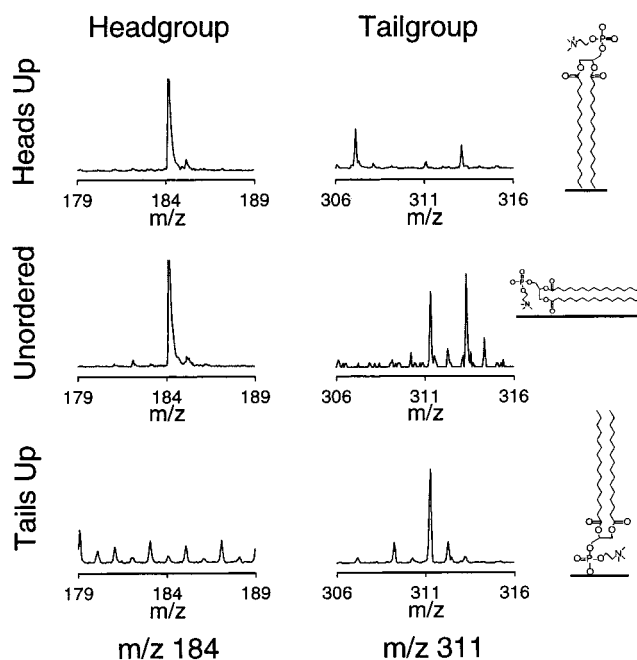 Headgroup Tailgroup
Heads Up
179 184 189
m/z
306 311 316
m/z
Unordered
179 184 189
m/z
306 311 316
m/z
Tails Up
179 184 189
m/z
306 311 316
m/z
m/z 184 m/z 311